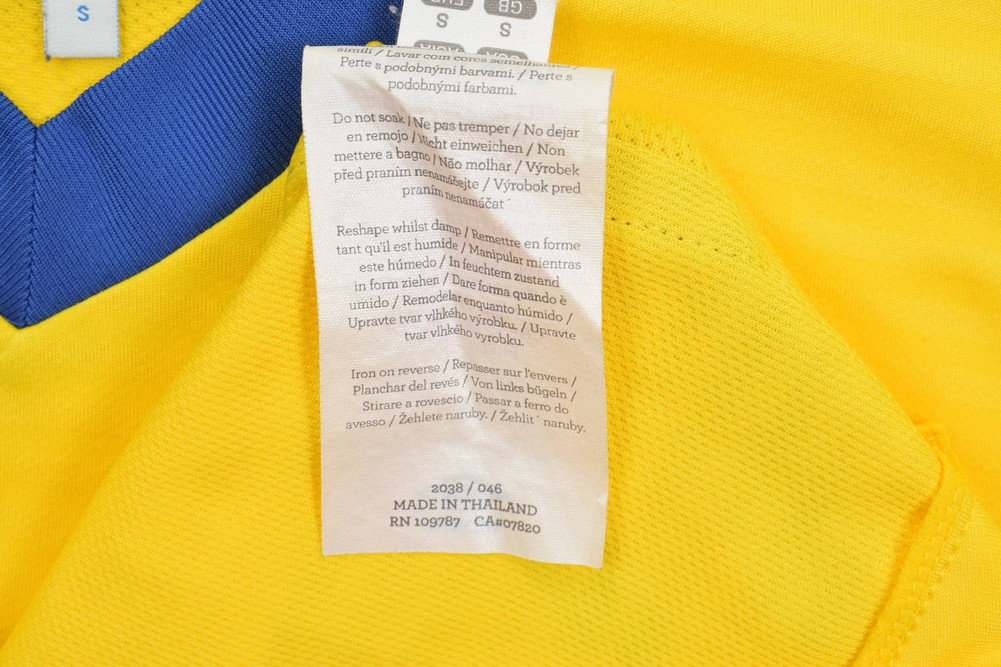 S
GB
S
S
simili / Lavar com cores semelhantes /
Perte s podobnými barvami. / Perte s
podobnými farbami.
Do not soak / Ne pas tremper / No dejar
en remojo / Nicht einweichen / Non
mettere a bagno / Não molhar / Výrobek
před praním nenamáčejte / Výrobok pred
praním nenamáčať
Reshape whilst damp / Remettre en forme
tant qu'il est humide / Manipular mientras
este húmedo / In feuchtem zustand
in form ziehen / Dare forma quando è
umido / Remodelar enquanto húmido /
Upravte tvar vlhkého výrobku. / Upravte
tvar vlhkého vyrobku.
Iron on reverse / Repasser sur l'envers /
Planchar del revés / Von links bügeln /
Stirare a rovescio / Passar a ferro do
avesso / Žehlete naruby. / Žehliť naruby.
2038 / 046
MADE IN THAILAND
RN 109787 CA#07820